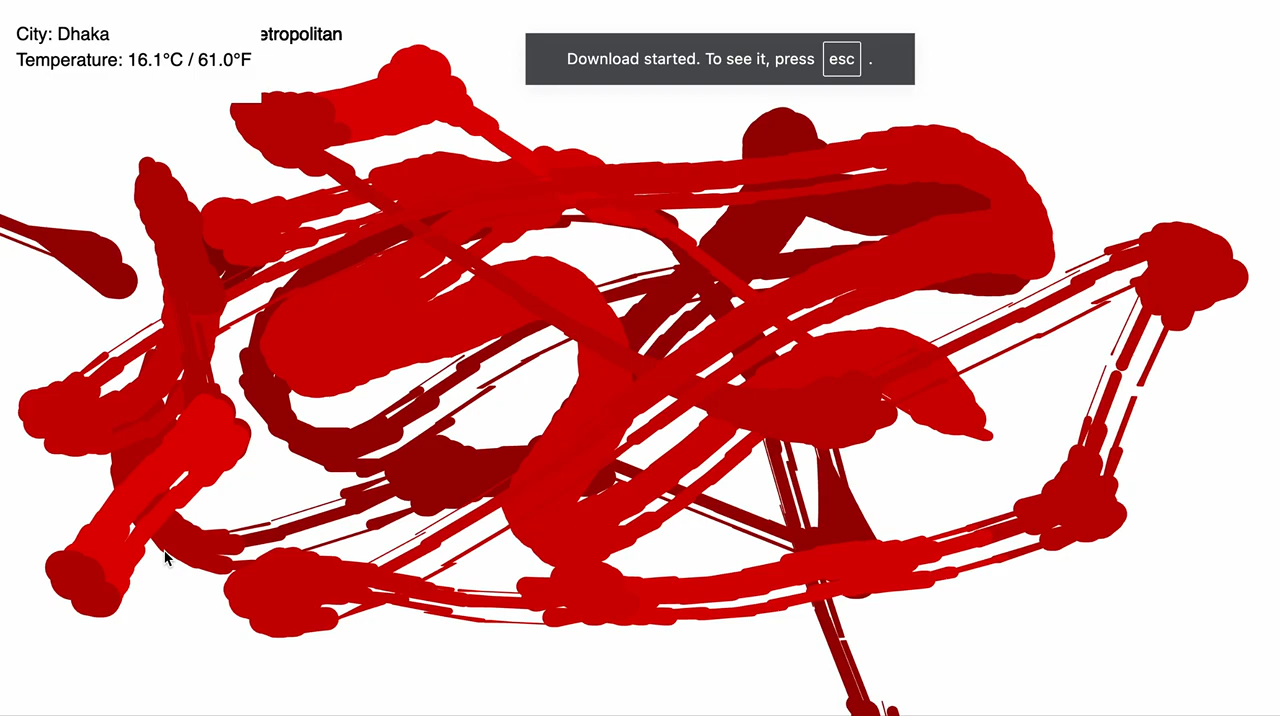 City: Dhaka
etropolitan
Temperature: 16.1°C / 61.0°F
Download started. To see it, press esc .